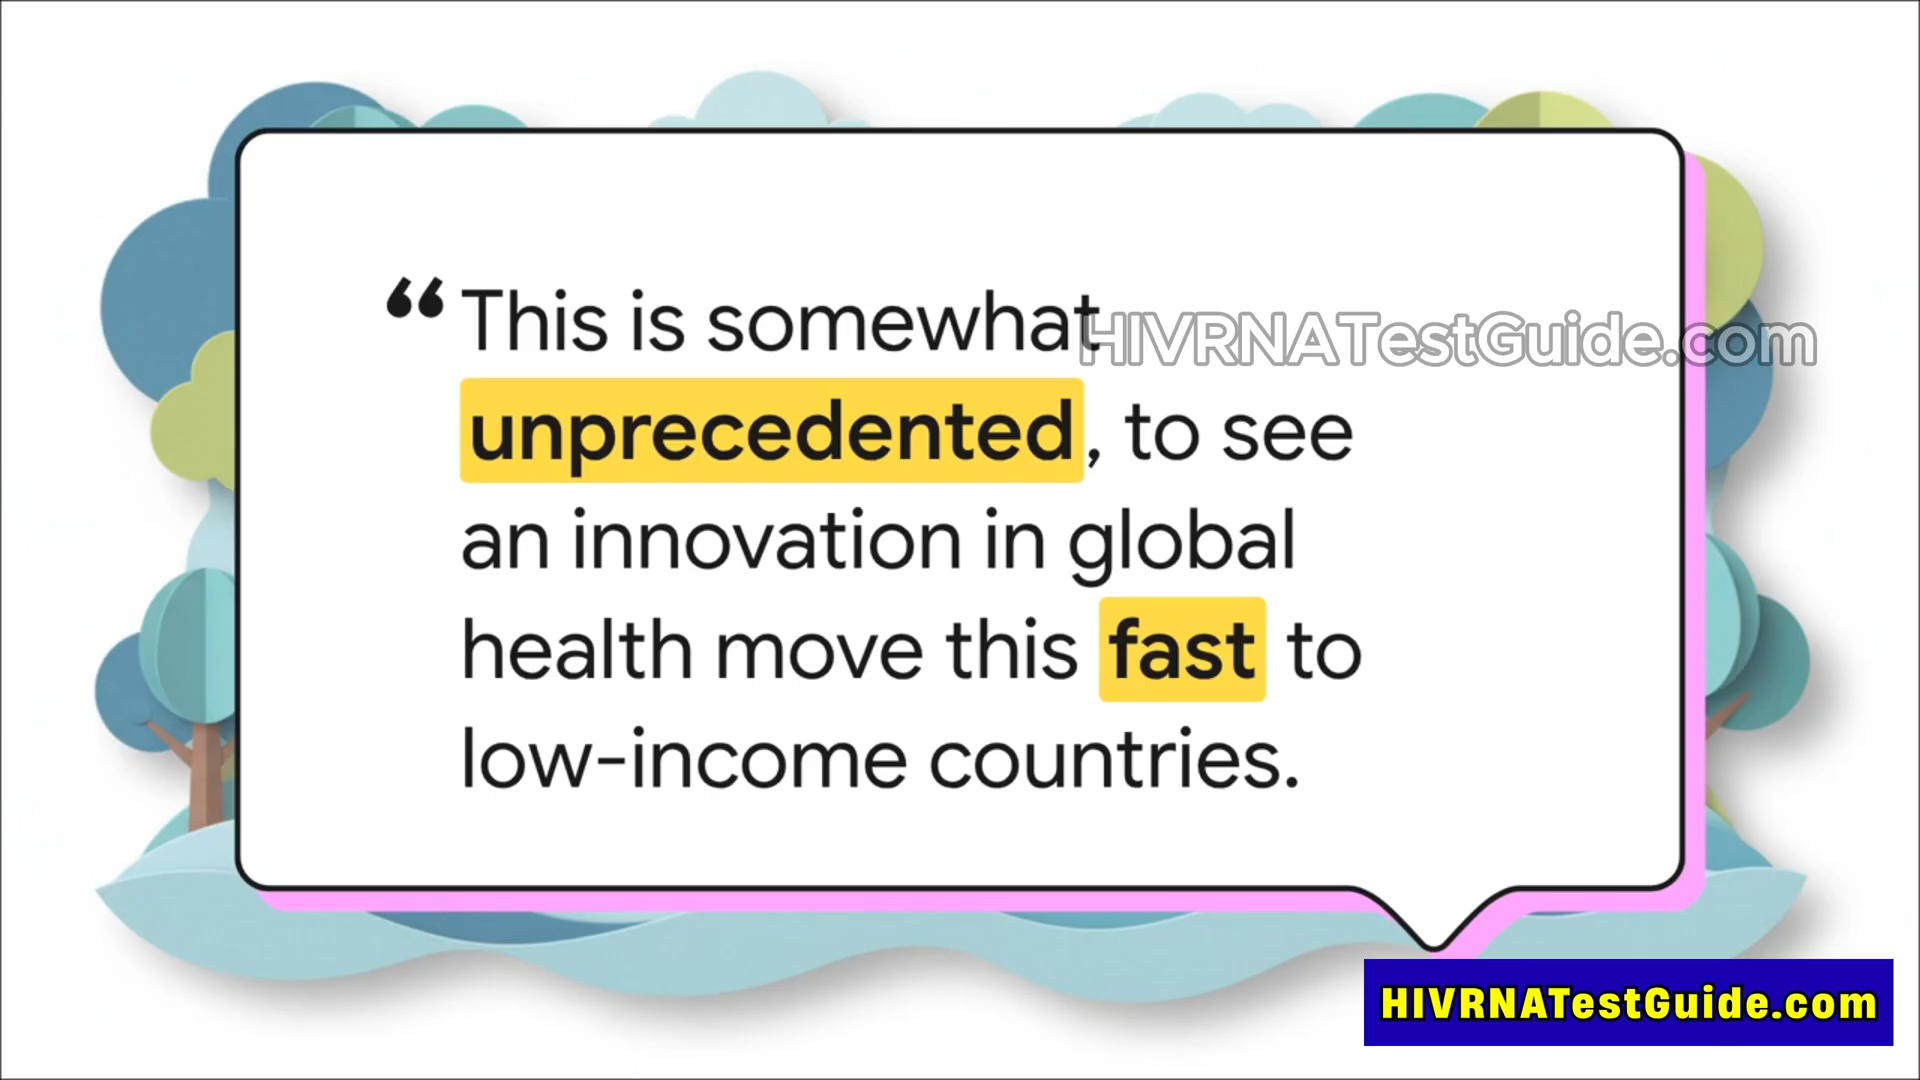 “This is somewhat
HIVRNATestGuide.com
unprecedented, to see
an innovation in global
health move this fast to
low-income countries.
HIVRNATestGuide.com